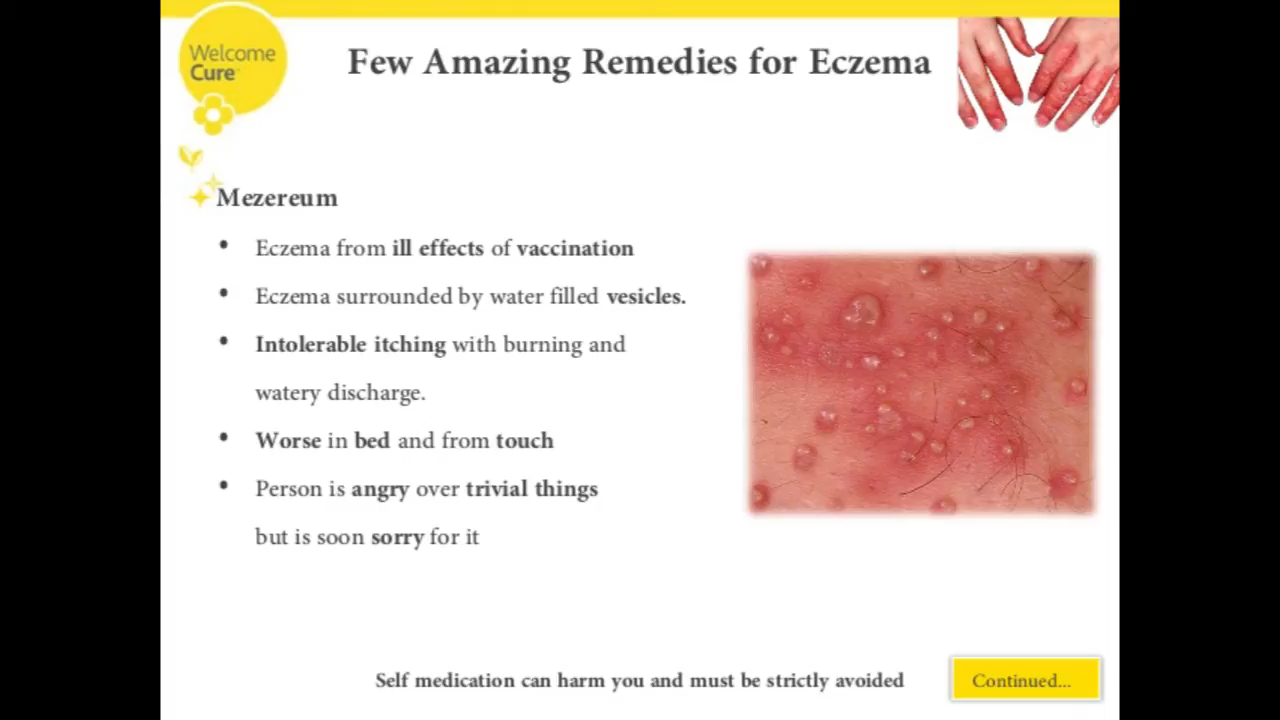 Welcome
Cure
Few Amazing Remedies for Eczema
Mezereum
• Eczema from ill effects of vaccination
• Eczema surrounded by water filled vesicles.
• Intolerable itching with burning and
watery discharge.
• Worse in bed and from touch
• Person is angry over trivial things
but is soon sorry for it
Self medication can harm you and must be strictly avoided
Continued...